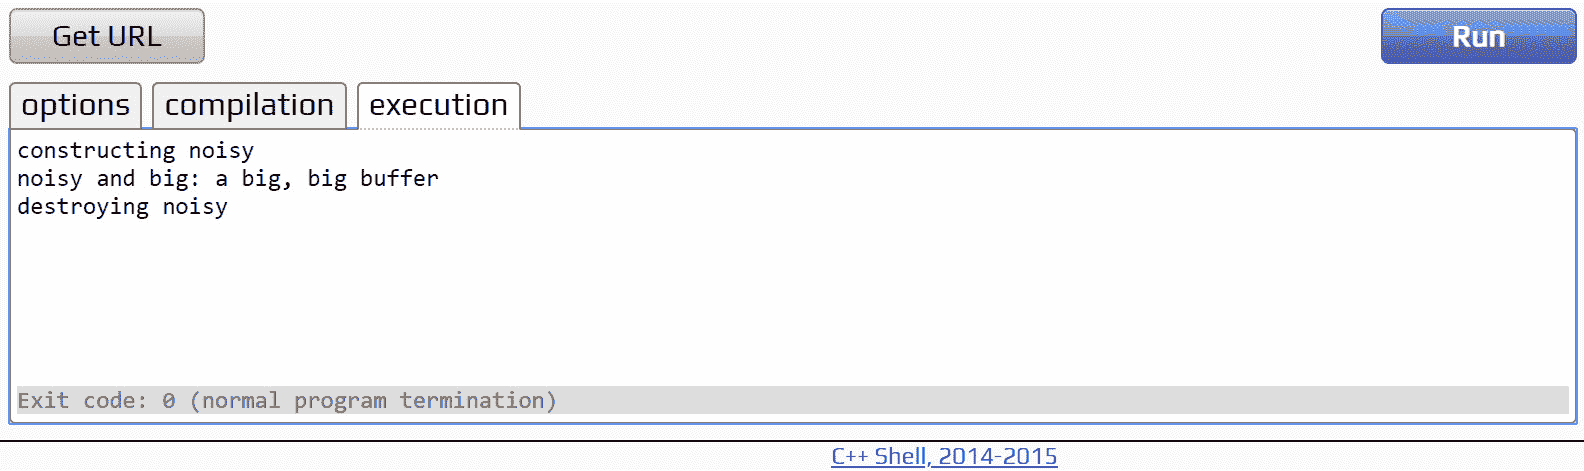 Get URL
Run
options
compilation
execution
constructing noisy
noisy and big: a big, big buffer
destroying noisy
Exit code: 0 (normal program termination)
C++ Shell, 2014-2015